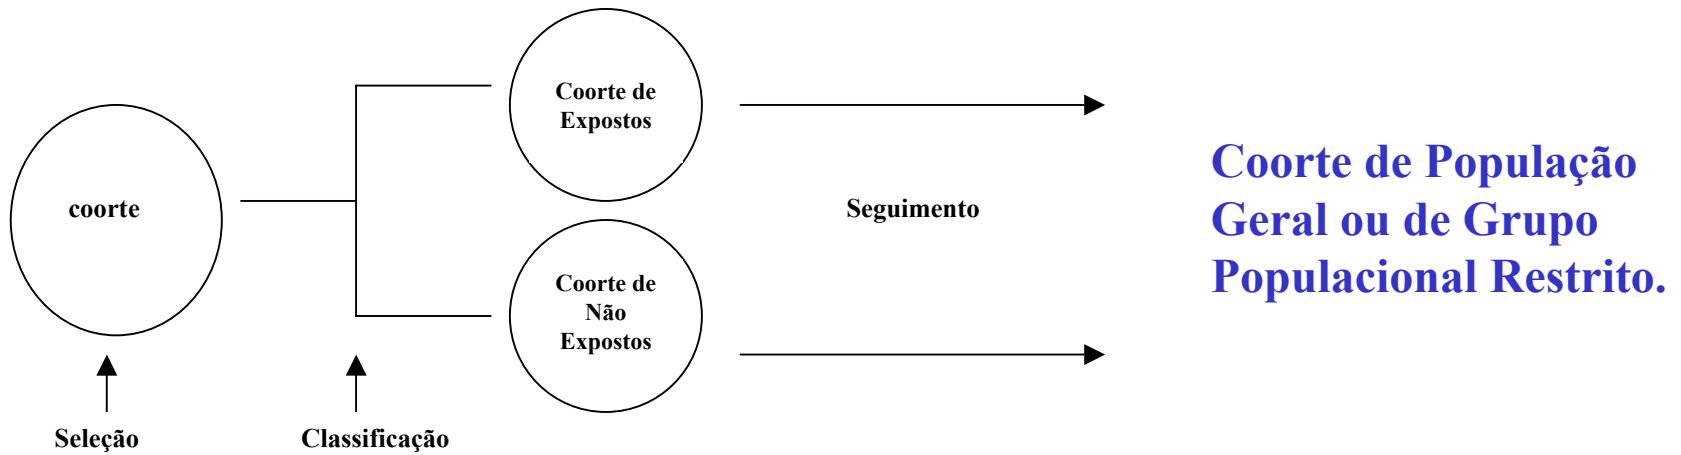 coorte
Coorte de
Expostos
Coorte de
Não
Expostos
Seguimento
Seleção
Classificação
Coorte de População
Geral ou de Grupo
Populacional Restrito.